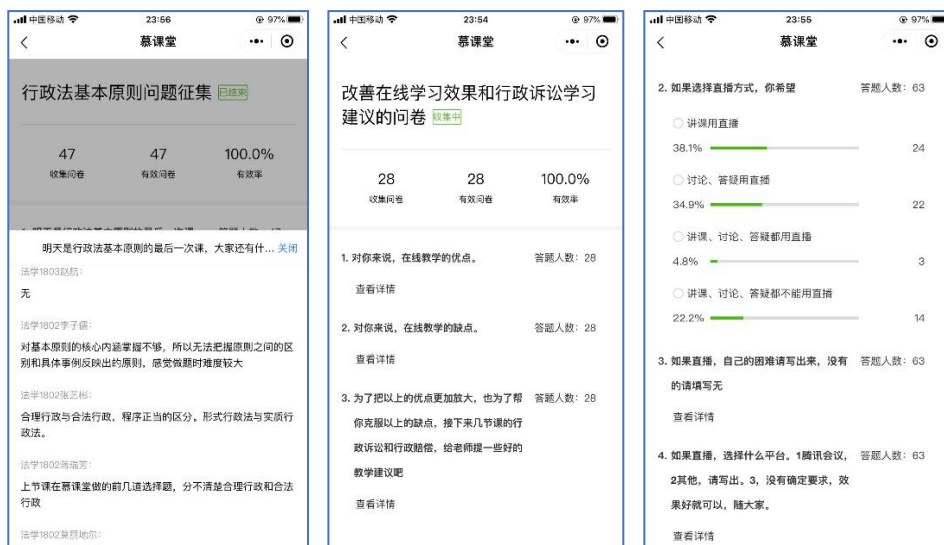 中国移动 23:56 97%
慕课堂
行政法基本原则问题征集 已结束
47 47 100.0%
收集问卷 有效问卷 有效率
明天是行政法基本原则的最后一次课，大家还有什... 关闭
法学1803赵航：
无
法学1802李子儒：
对基本原则的核心内涵掌握不够，所以无法把握原则之间的区
别和具体事例反映出的原则，感觉做题时难度较大
法学1802张艺彬：
合理行政与合法行政，程序正当的区分。形式行政法与实质行
政法。
法学1802蒋瑞芳：
上节课在慕课堂做的前几道选择题，分不清楚合理行政和合法
行政
法学1802莫丽地尔：
中国移动 23:54 97%
慕课堂
改善在线学习效果和行政诉讼学习
建议的问卷 收集中
28 28 100.0%
收集问卷 有效问卷 有效率
1. 对你来说，在线教学的优点。 答题人数：28
查看详情
2. 对你来说，在线教学的缺点。 答题人数：28
查看详情
3. 为了把以上的优点更加放大，也为了帮 答题人数：28
你克服以上的缺点，接下来几节课的行
政诉讼和行政赔偿，给老师提一些好的
教学建议吧
查看详情
中国移动 23:55 97%
慕课堂
2. 如果选择直播方式，你希望 答题人数：63
讲课用直播
38.1% 24
讨论、答疑用直播
34.9% 22
讲课、讨论、答疑都用直播
4.8% 3
讲课、讨论、答疑都不能用直播
22.2% 14
3. 如果直播，自己的困难请写出来，没有 答题人数：63
的请填写无
查看详情
4. 如果直播，选择什么平台。1腾讯会议， 答题人数：63
2其他，请写出。3，没有确定要求，效
果好就可以，随大家。
查看详情